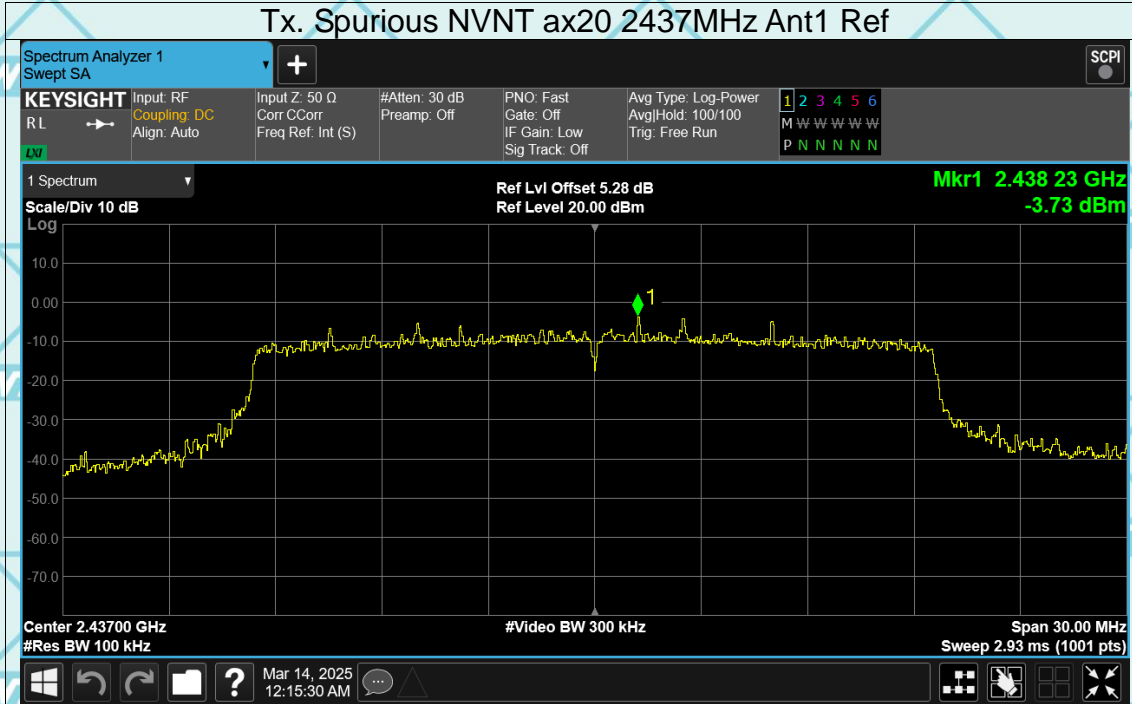 Tx. Spurious NVNT ax20 2437MHz Ant1 Ref
Spectrum Analyzer 1
Swept SA
+
SCPI
KEYSIGHT
RL
LXI
Input: RF
Coupling: DC
Align: Auto
Input Z: 50 Ω
Corr CCorr
Freq Ref: Int (S)
#Atten: 30 dB
Preamp: Off
PNO: Fast
Gate: Off
IF Gain: Low
Sig Track: Off
Avg Type: Log-Power
Avg|Hold: 100/100
Trig: Free Run
1 2 3 4 5 6
M W W W W W
P N N N N N
1 Spectrum
Scale/Div 10 dB
Log
Ref Lvl Offset 5.28 dB
Ref Level 20.00 dBm
Mkr1 2.438 23 GHz
-3.73 dBm
1
10.0
0.00
-10.0
-20.0
-30.0
-40.0
-50.0
-60.0
-70.0
Center 2.43700 GHz
#Res BW 100 kHz
#Video BW 300 kHz
Span 30.00 MHz
Sweep 2.93 ms (1001 pts)
?
Mar 14, 2025
12:15:30 AM